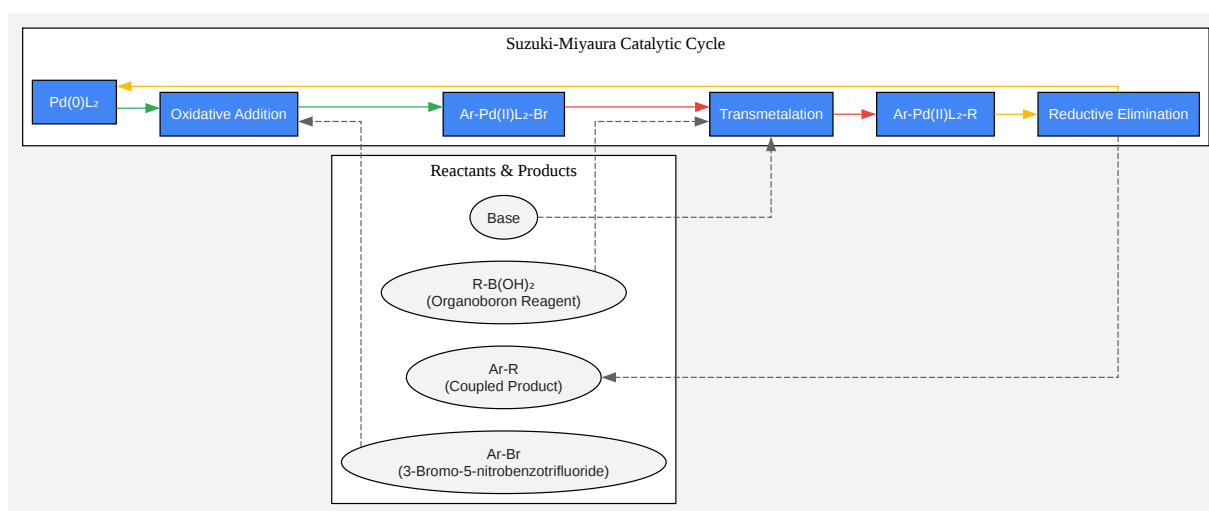 Suzuki-Miyaura Catalytic Cycle
Pd(0)L₂
Oxidative Addition
Ar-Pd(II)L₂-Br
Transmetalation
Ar-Pd(II)L₂-R
Reductive Elimination
Reactants & Products
Base
R-B(OH)₂
(Organoboron Reagent)
Ar-R
(Coupled Product)
Ar-Br
(3-Bromo-5-nitrobenzotrifluoride)